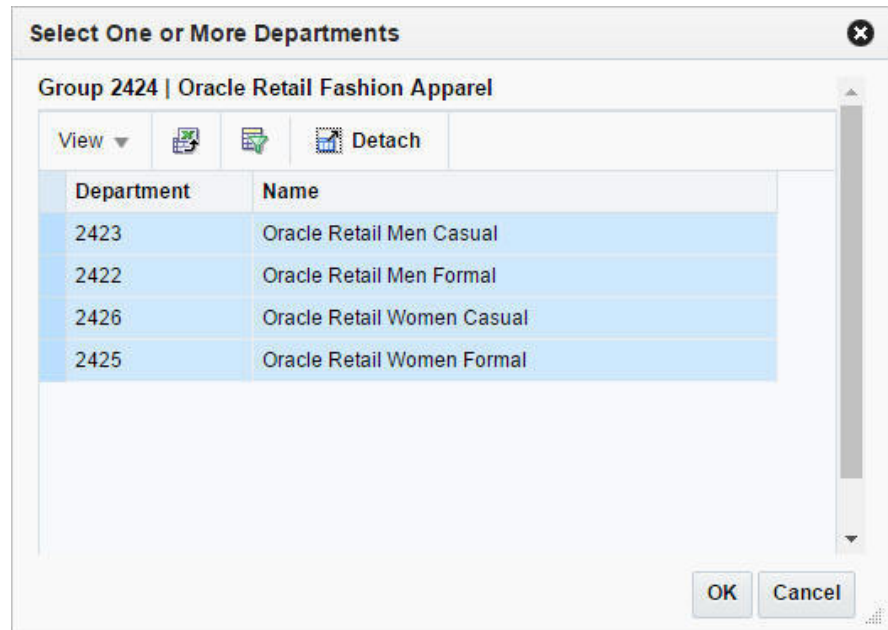 Select One or More Departments
Group 2424 | Oracle Retail Fashion Apparel
View Detach
Department Name
2423 Oracle Retail Men Casual
2422 Oracle Retail Men Formal
2426 Oracle Retail Women Casual
2425 Oracle Retail Women Formal
OK Cancel